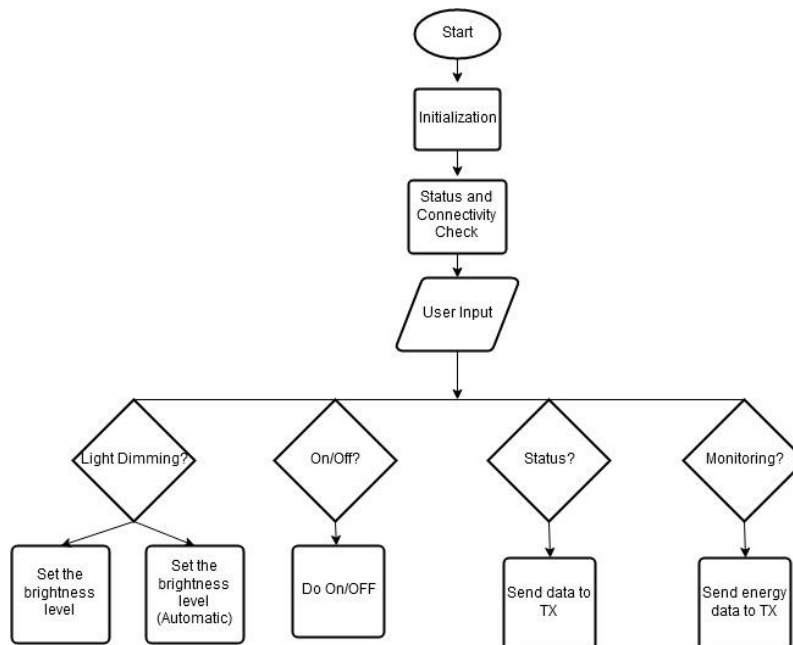 Start
Initialization
Status and
Connectivity
Check
User Input
Light Dimming?
On/Off?
Status?
Monitoring?
Set the
brightness
level
Set the
brightness
level
(Automatic)
Do On/OFF
Send data to
TX
Send energy
data to TX